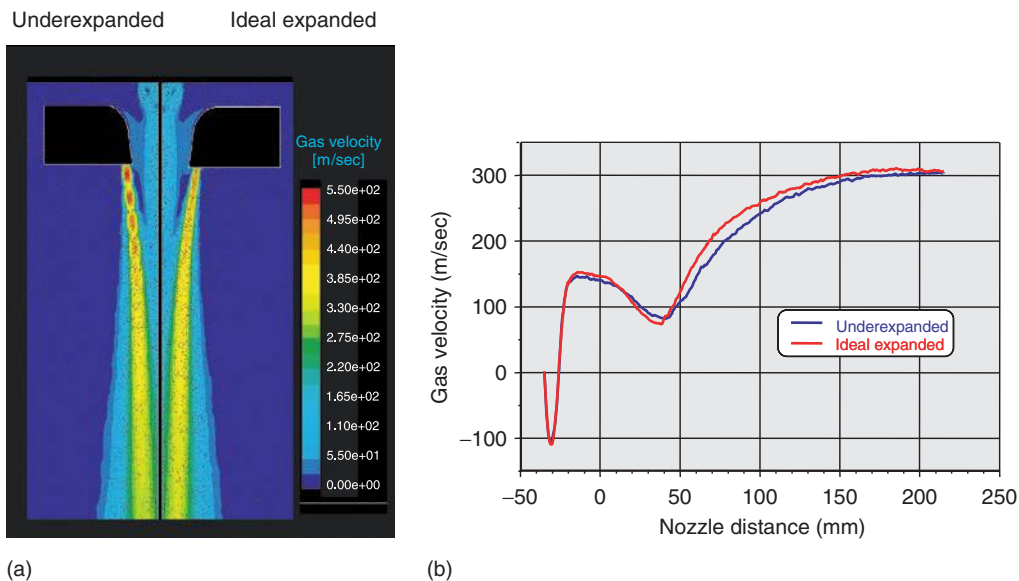 Underexpanded Ideal expanded
Gas velocity
[m/sec]
5.50e+02
4.95e+02
4.40e+02
3.85e+02
3.30e+02
2.75e+02
2.20e+02
1.65e+02
1.10e+02
5.50e+01
0.00e+00
(a)
Gas velocity (m/sec)
300
200
100
0
−100
−50 0 50 100 150 200 250
Nozzle distance (mm)
Underexpanded
Ideal expanded
(b)